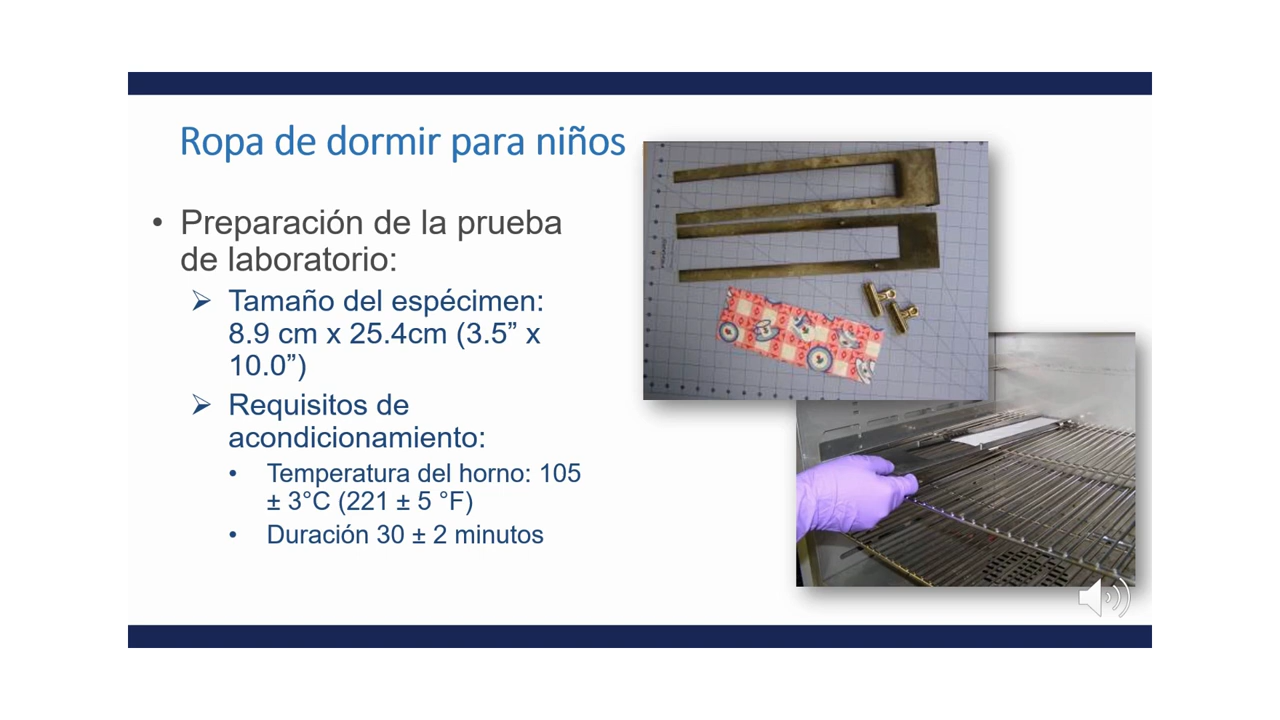 Ropa de dormir para niños
• Preparación de la prueba
de laboratorio:
➢ Tamaño del espécimen:
8.9 cm x 25.4cm (3.5” x
10.0”)
➢ Requisitos de
acondicionamiento:
• Temperatura del horno: 105
± 3°C (221 ± 5 °F)
• Duración 30 ± 2 minutos